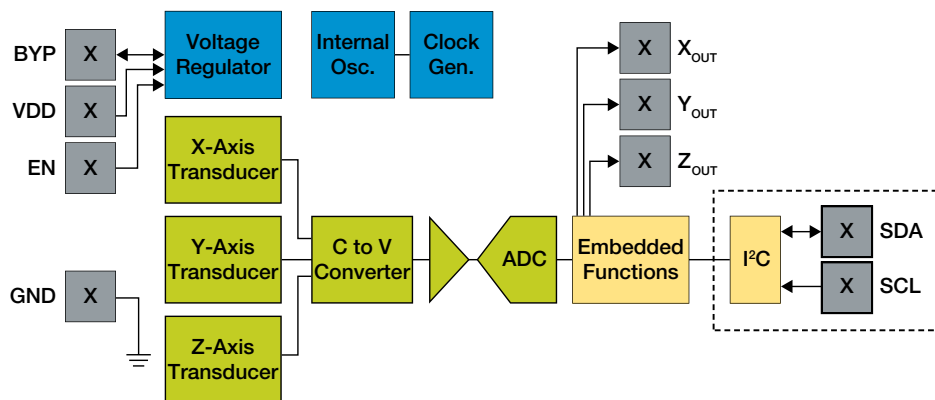 BYP
X
Voltage
Regulator
Internal
Osc.
Clock
Gen.
X
XOUT
VDD
X
X
YOUT
EN
X
X-Axis
Transducer
X
ZOUT
Y-Axis
Transducer
C to V
Converter
ADC
Embedded
Functions
I²C
X
SDA
X
SCL
GND
X
Z-Axis
Transducer